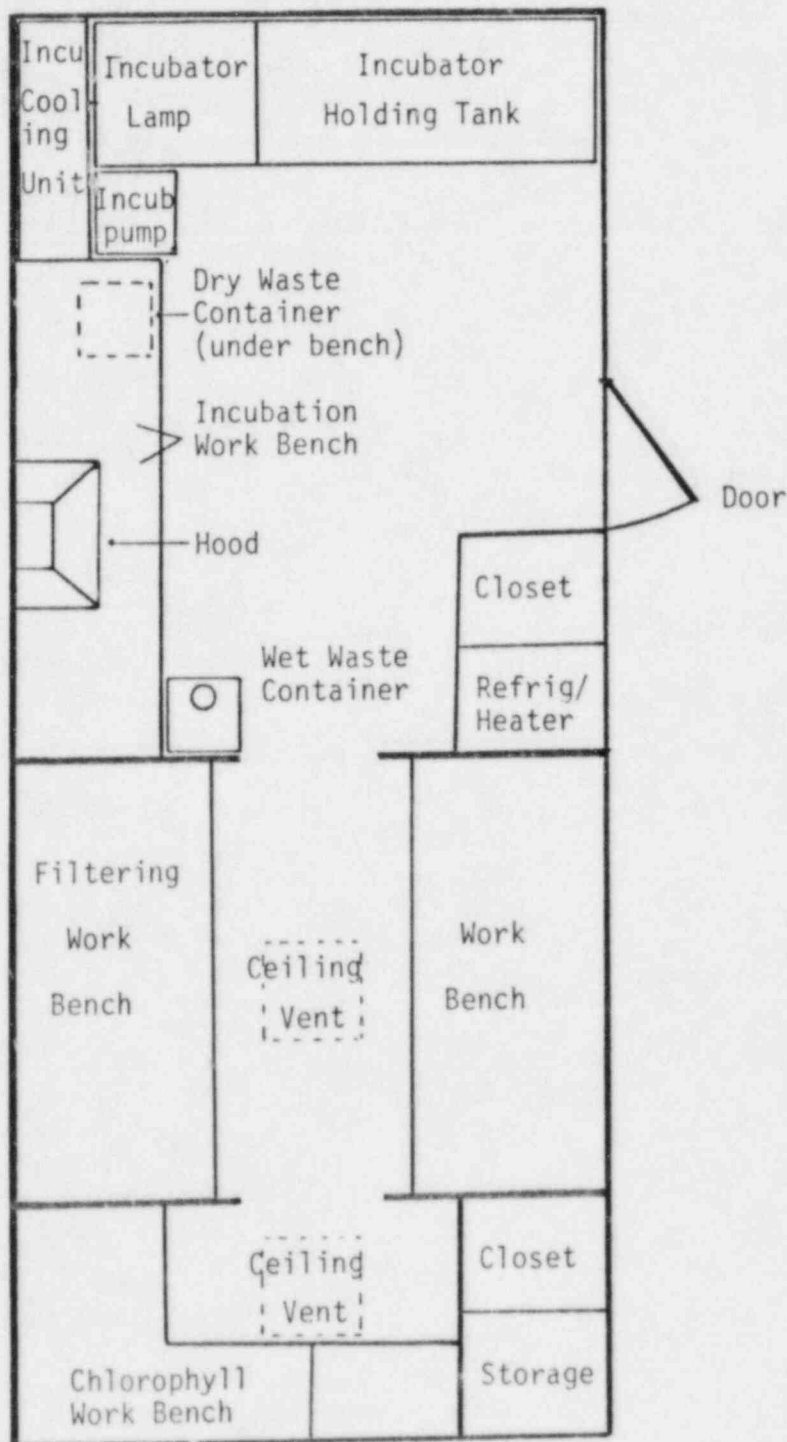 Incu
Cool
ing
Unit
Incubator
Lamp
Incubator
Holding Tank
Incub
pump
Dry Waste
Container
(under bench)
Incubation
Work Bench
Hood
Door
Closet
Wet Waste
Container
Refrig/
Heater
Filtering
Work
Bench
Ceiling
Vent
Work
Bench
Ceiling
Vent
Closet
Chlorophyll
Work Bench
Storage